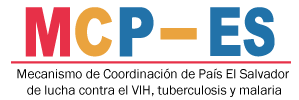 MCP-ES
Mecanismo de Coordinación de País El Salvador
de lucha contra el VIH, tuberculosis y malaria